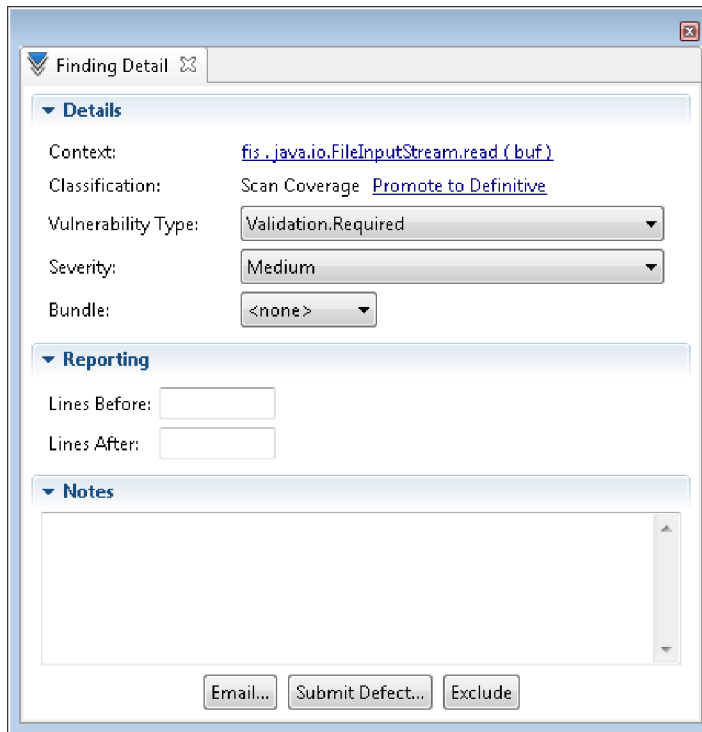 Finding Detail
Details
Context: fis . java.io.FileInputStream.read ( buf )
Classification: Scan Coverage Promote to Definitive
Vulnerability Type: Validation.Required
Severity: Medium
Bundle: <none>
Reporting
Lines Before:
Lines After:
Notes
Email... Submit Defect... Exclude